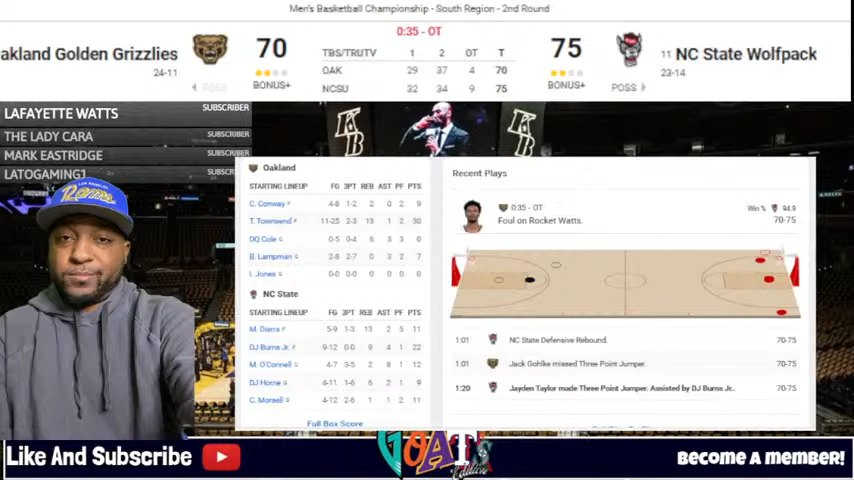 Men's Basketball Championship - South Region - 2nd Round
akland Golden Grizzlies
24-11
70
BONUS+
0:35 - OT
TBS/TRUTV 1 2 OT T
OAK 29 37 4 70
NCSU 32 34 9 75
75
BONUS+
POSS
11 NC State Wolfpack
23-14
LAFAYETTE WATTS SUBSCRIBER
THE LADY CARA SUBSCRIBER
MARK EASTRIDGE SUBSCRIBER
LATOGAMING1
KB
KB
Oakland
STARTING LINEUP FG 3PT REB AST PF PTS
C. Conway F 4-8 1-2 2 0 2 9
T. Townsend F 11-25 2-3 13 1 2 30
DQ Cole G 0-5 0-4 6 3 3 0
B. Lampman G 2-8 2-7 0 3 2 7
I. Jones G 0-0 0-0 0 0 0 0
NC State
STARTING LINEUP FG 3PT REB AST PF PTS
M. Diarra F 5-9 1-3 13 2 5 11
DJ Burns Jr. F 9-12 0-0 9 4 1 22
M. O'Connell G 4-7 3-5 2 8 1 12
DJ Horne G 4-11 1-6 6 2 1 9
C. Morsell G 4-12 2-6 1 1 2 11
Full Box Score
Recent Plays
0:35 - OT
Foul on Rocket Watts.
Win % 94.9
70-75
1:01 NC State Defensive Rebound. 70-75
1:01 Jack Gohlke missed Three Point Jumper. 70-75
1:20 Jayden Taylor made Three Point Jumper. Assisted by DJ Burns Jr. 70-75
Like And Subscribe
GOATS
Edition
Become a member!